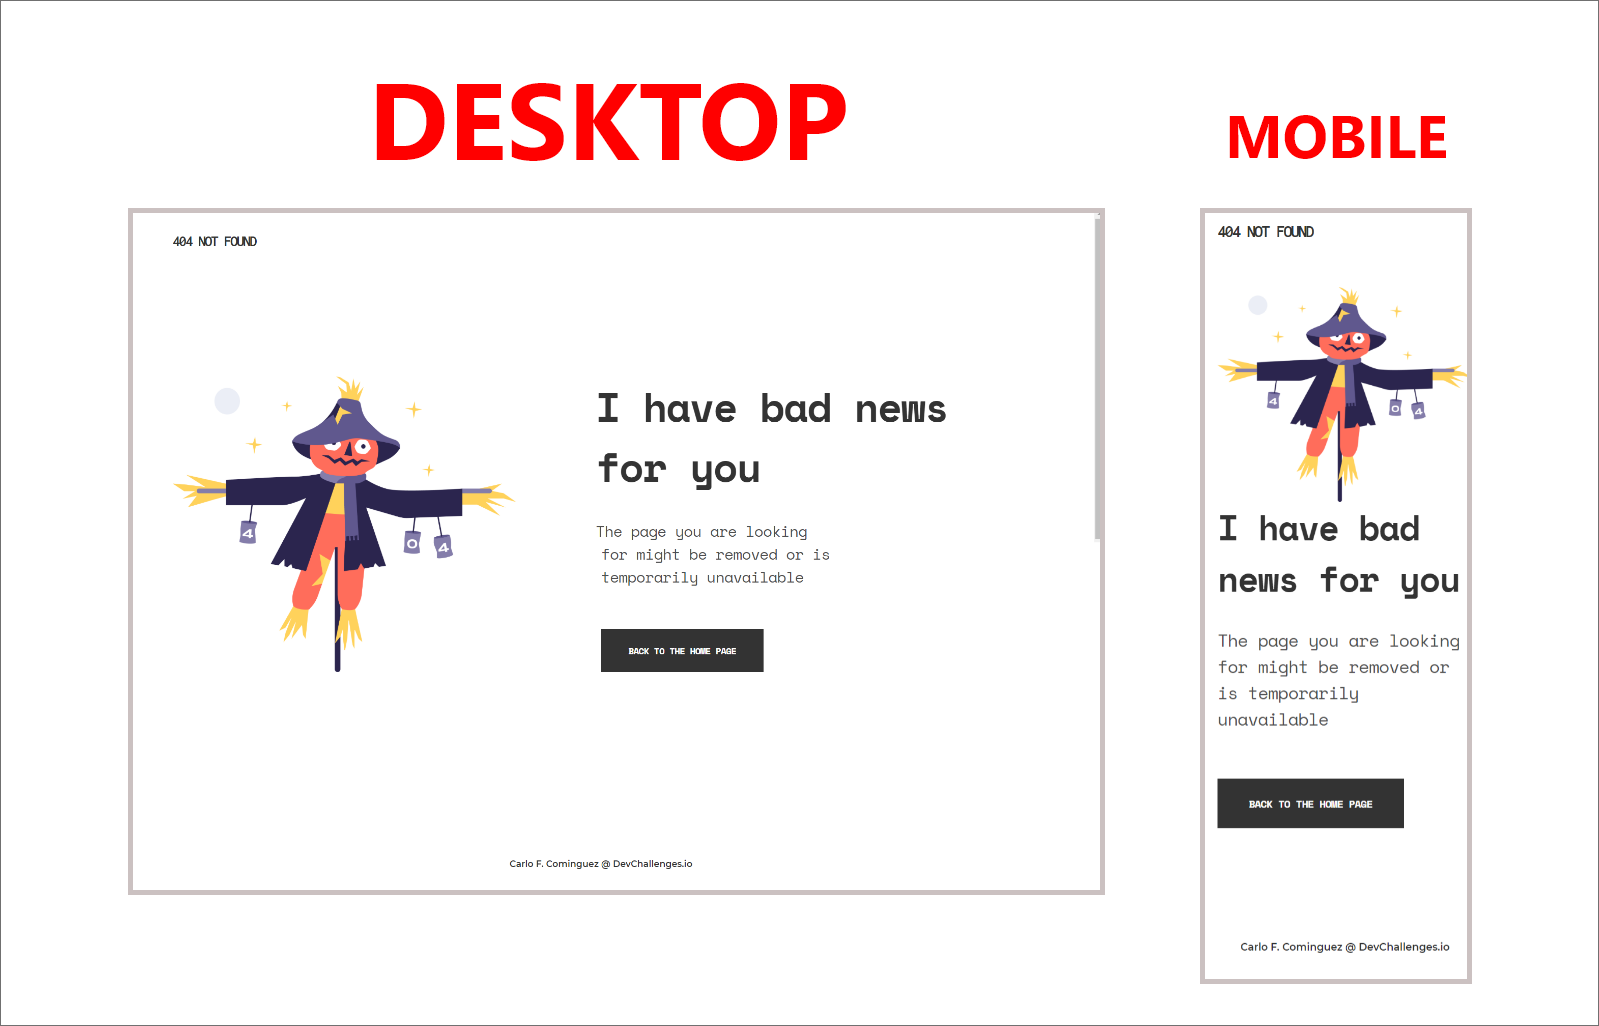 DESKTOP
404 NOT FOUND
4
0
4
I have bad news
for you
The page you are looking
for might be removed or is
temporarily unavailable
BACK TO THE HOME PAGE
Carlo F. Cominguez @ DevChallenges.io
MOBILE
404 NOT FOUND
4
0
4
I have bad
news for you
The page you are looking
for might be removed or
is temporarily
unavailable
BACK TO THE HOME PAGE
Carlo F. Cominguez @ DevChallenges.io